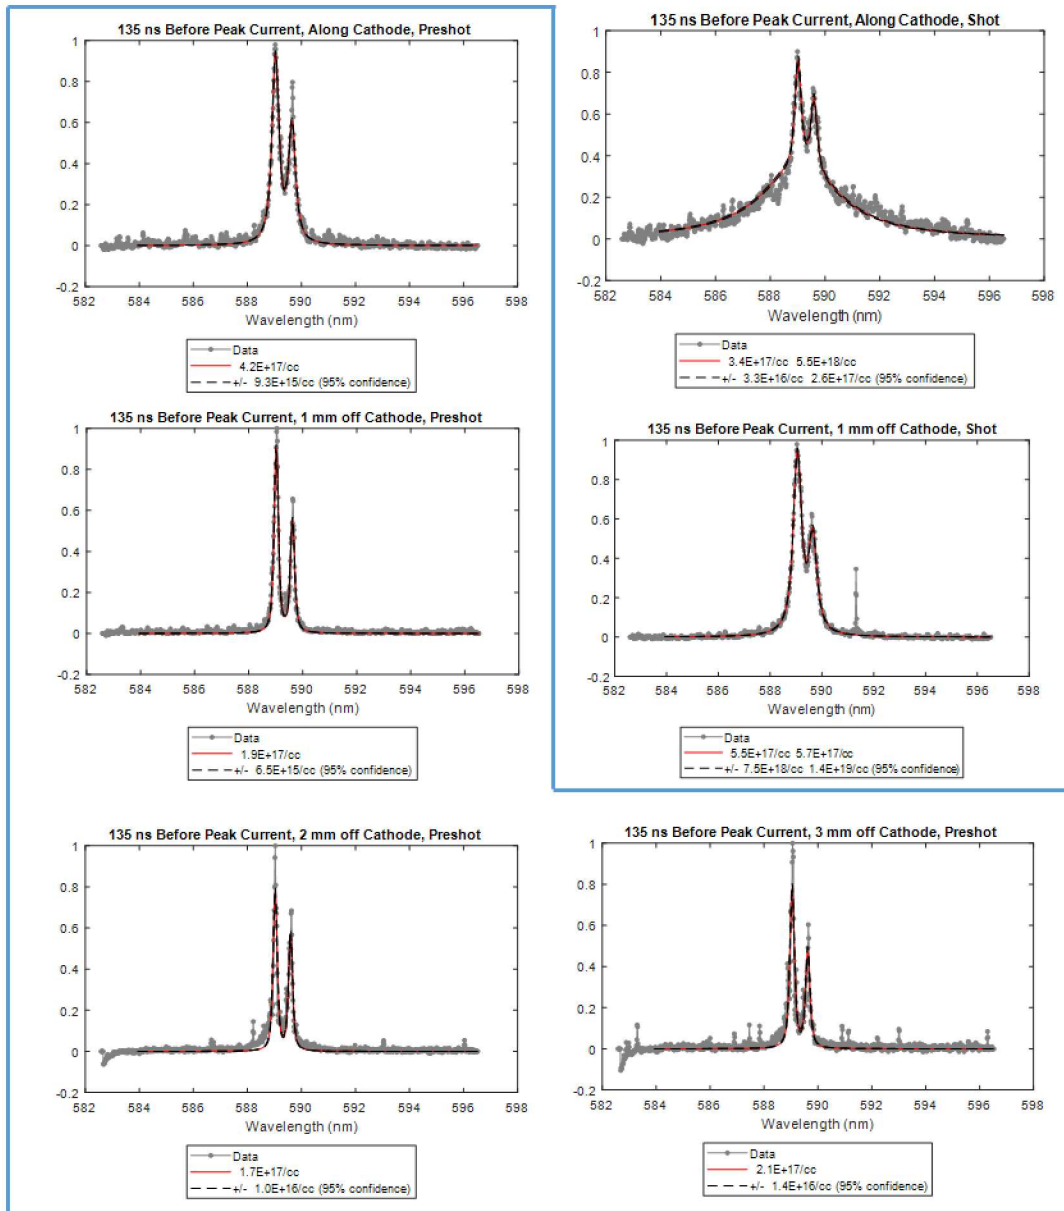 135 ns Before Peak Current, Along Cathode, Preshot
1
0.8
0.6
0.4
0.2
0
-0.2
582 584 586 588 590 592 594 596 598
Wavelength (nm)
Data
4.2E+17/cc
+/- 9.3E+15/cc (95% confidence)
135 ns Before Peak Current, Along Cathode, Shot
1
0.8
0.6
0.4
0.2
0
-0.2
582 584 586 588 590 592 594 596 598
Wavelength (nm)
Data
3.4E+17/cc 5.5E+18/cc
+/- 3.3E+16/cc 2.6E+17/cc (95% confidence)
135 ns Before Peak Current, 1 mm off Cathode, Preshot
1
0.8
0.6
0.4
0.2
0
-0.2
582 584 586 588 590 592 594 596 598
Wavelength (nm)
Data
1.9E+17/cc
+/- 6.5E+15/cc (95% confidence)
135 ns Before Peak Current, 1 mm off Cathode, Shot
1
0.8
0.6
0.4
0.2
0
-0.2
582 584 586 588 590 592 594 596 598
Wavelength (nm)
Data
5.5E+17/cc 5.7E+17/cc
+/- 7.5E+18/cc 1.4E+19/cc (95% confidence)
135 ns Before Peak Current, 2 mm off Cathode, Preshot
1
0.8
0.6
0.4
0.2
0
-0.2
582 584 586 588 590 592 594 596 598
Wavelength (nm)
Data
1.7E+17/cc
+/- 1.0E+16/cc (95% confidence)
135 ns Before Peak Current, 3 mm off Cathode, Preshot
1
0.8
0.6
0.4
0.2
0
-0.2
582 584 586 588 590 592 594 596 598
Wavelength (nm)
Data
2.1E+17/cc
+/- 1.4E+16/cc (95% confidence)